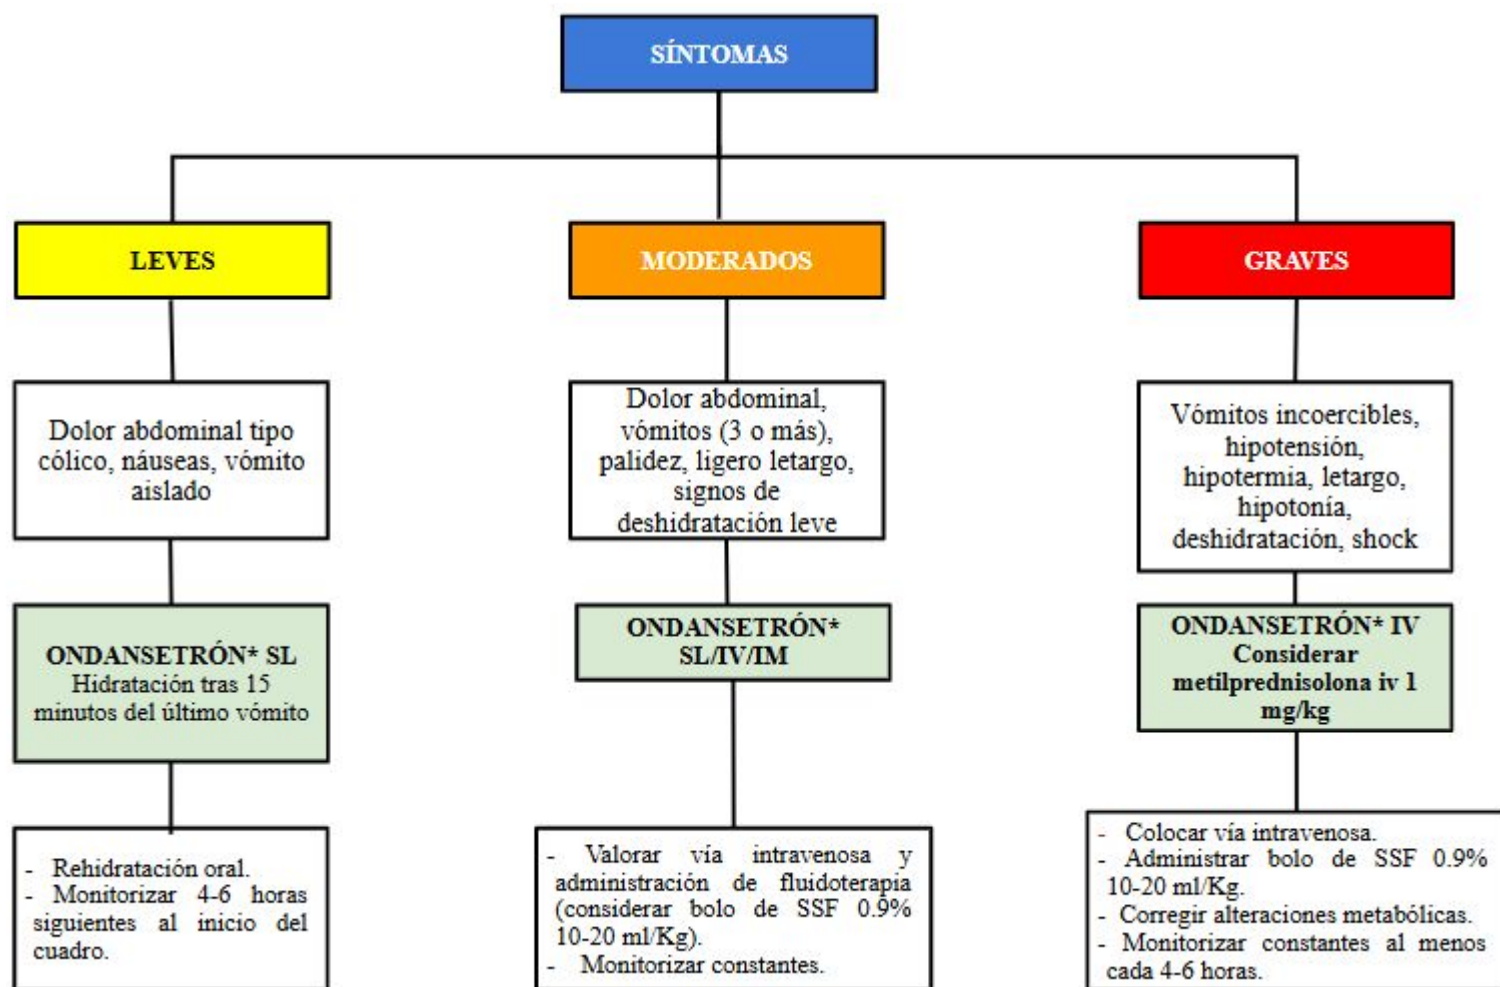 SÍNTOMAS
LEVES
MODERADOS
GRAVES
Dolor abdominal tipo
cólico, náuseas, vómito
aislado
Dolor abdominal,
vómitos (3 o más),
palidez, ligero letargo,
signos de
deshidratación leve
Vómitos incoercibles,
hipotensión,
hipotermia, letargo,
hipotonía,
deshidratación, shock
ONDANSETRÓN* SL
Hidratación tras 15
minutos del último vómito
ONDANSETRÓN*
SL/IV/IM
ONDANSETRÓN* IV
Considerar
metilprednisolona iv 1
mg/kg
- Rehidratación oral.
- Monitorizar 4-6 horas
siguientes al inicio del
cuadro.
- Valorar vía intravenosa y
administración de fluidoterapia
(considerar bolo de SSF 0.9%
10-20 ml/Kg).
- Monitorizar constantes.
- Colocar vía intravenosa.
- Administrar bolo de SSF 0.9%
10-20 ml/Kg.
- Corregir alteraciones metabólicas.
- Monitorizar constantes al menos
cada 4-6 horas.